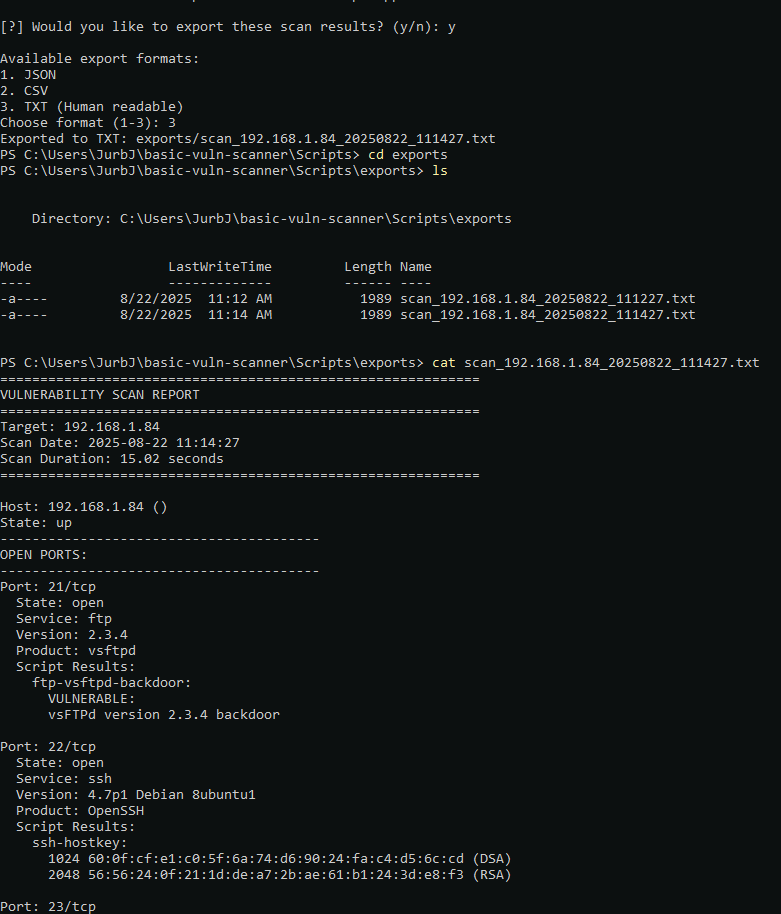 [?] Would you like to export these scan results? (y/n): y
Available export formats:
1. JSON
2. CSV
3. TXT (Human readable)
Choose format (1-3): 3
Exported to TXT: exports/scan_192.168.1.84_20250822_111427.txt
PS C:\Users\JurbJ\basic-vuln-scanner\Scripts> cd exports
PS C:\Users\JurbJ\basic-vuln-scanner\Scripts\exports> ls
    Directory: C:\Users\JurbJ\basic-vuln-scanner\Scripts\exports
Mode                 LastWriteTime         Length Name
----                 -------------         ------ ----
-a----         8/22/2025  11:12 AM           1989 scan_192.168.1.84_20250822_111227.txt
-a----         8/22/2025  11:14 AM           1989 scan_192.168.1.84_20250822_111427.txt
PS C:\Users\JurbJ\basic-vuln-scanner\Scripts\exports> cat scan_192.168.1.84_20250822_111427.txt
============================================================
VULNERABILITY SCAN REPORT
============================================================
Target: 192.168.1.84
Scan Date: 2025-08-22 11:14:27
Scan Duration: 15.02 seconds
============================================================
Host: 192.168.1.84 ()
State: up
----------------------------------------
OPEN PORTS:
----------------------------------------
Port: 21/tcp
  State: open
  Service: ftp
  Version: 2.3.4
  Product: vsftpd
  Script Results:
    ftp-vsftpd-backdoor:
      VULNERABLE:
      vsFTPd version 2.3.4 backdoor
Port: 22/tcp
  State: open
  Service: ssh
  Version: 4.7p1 Debian 8ubuntu1
  Product: OpenSSH
  Script Results:
    ssh-hostkey:
      1024 60:0f:cf:e1:c0:5f:6a:74:d6:90:24:fa:c4:d5:6c:cd (DSA)
      2048 56:56:24:0f:21:1d:de:a7:2b:ae:61:b1:24:3d:e8:f3 (RSA)
Port: 23/tcp